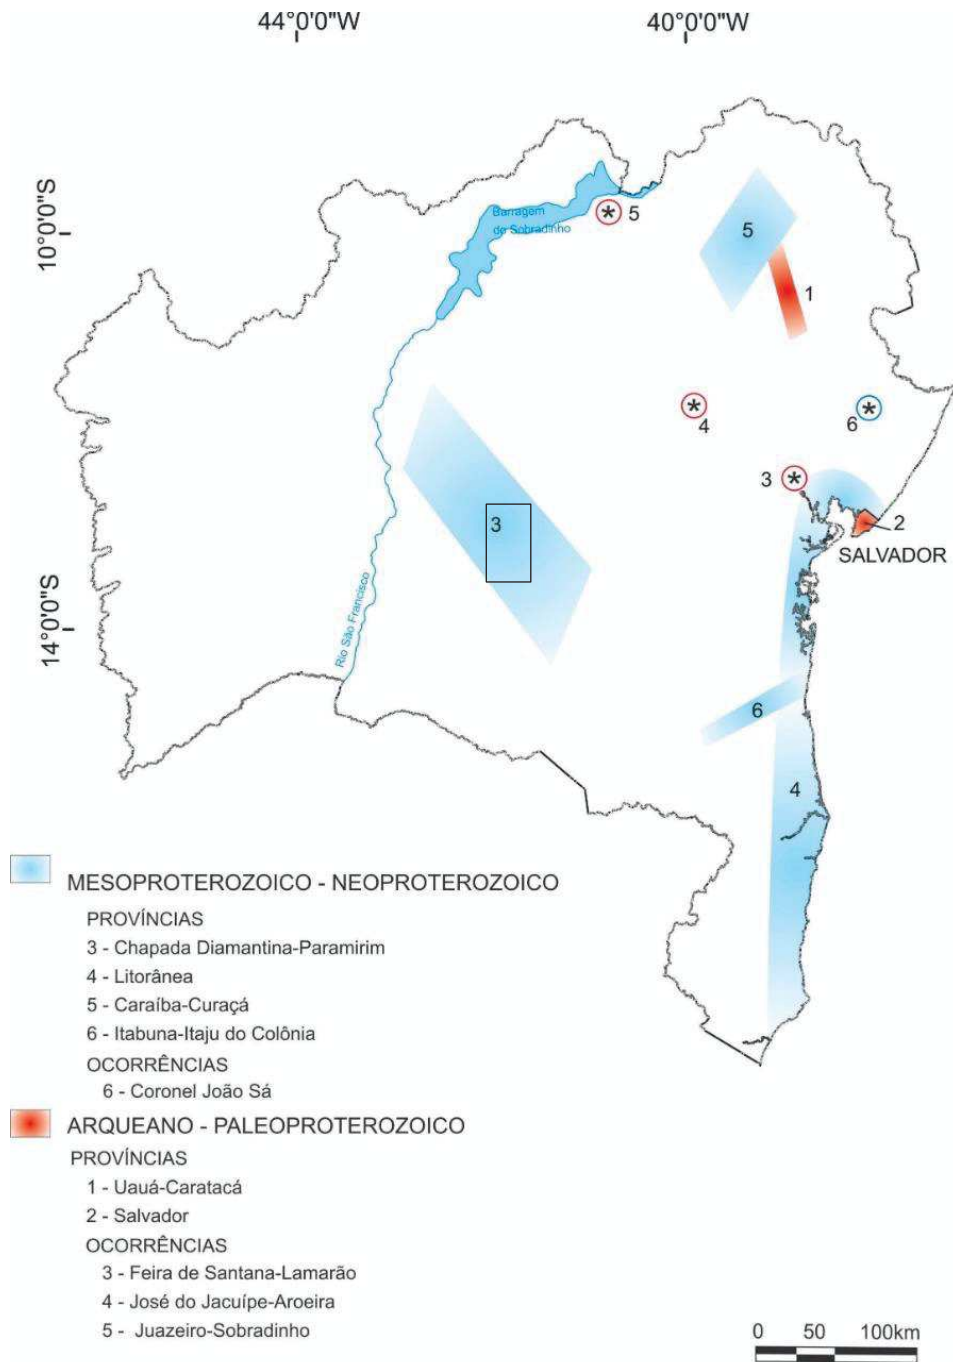 44°0'0"W
40°0'0"W
10°0'0"S
Barragem
de Sobradinho
5
5
1
4
6
3
3
2
SALVADOR
14°0'0"S
Rio São Francisco
6
4
MESOPROTEROZOICO - NEOPROTEROZOICO
PROVÍNCIAS
3 - Chapada Diamantina-Paramirim
4 - Litorânea
5 - Caraíba-Curaçá
6 - Itabuna-Itaju do Colônia
OCORRÊNCIAS
6 - Coronel João Sá
ARQUEANO - PALEOPROTEROZOICO
PROVÍNCIAS
1 - Uauá-Caratacá
2 - Salvador
OCORRÊNCIAS
3 - Feira de Santana-Lamarão
4 - José do Jacuípe-Aroeira
5 - Juazeiro-Sobradinho
0 50 100km